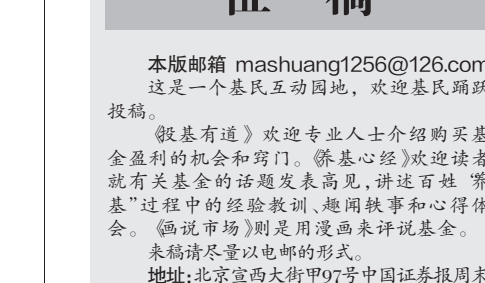 征 稿
本版邮箱 mashuang1256@126.com
这是一个基民互动园地，欢迎基民踊跃
投稿。
《投基有道》欢迎专业人士介绍购买基
金盈利的机会和窍门。《养基心经》欢迎读者
就有关基金的话题发表高见,讲述百姓“养
基”过程中的经验教训、趣闻轶事和心得体
会。《画说市场》则是用漫画来评说基金。
来稿请尽量以电邮的形式。
地址:北京宣西大街甲97号中国证券报周末